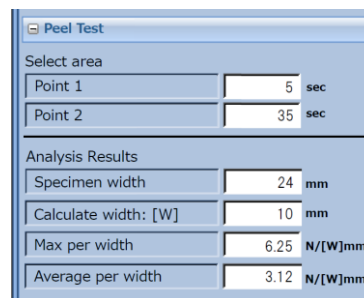 Peel Test
Select area
Point 1 5 sec
Point 2 35 sec
Analysis Results
Specimen width 24 mm
Calculate width: [W] 10 mm
Max per width 6.25 N/[W]mm
Average per width 3.12 N/[W]mm